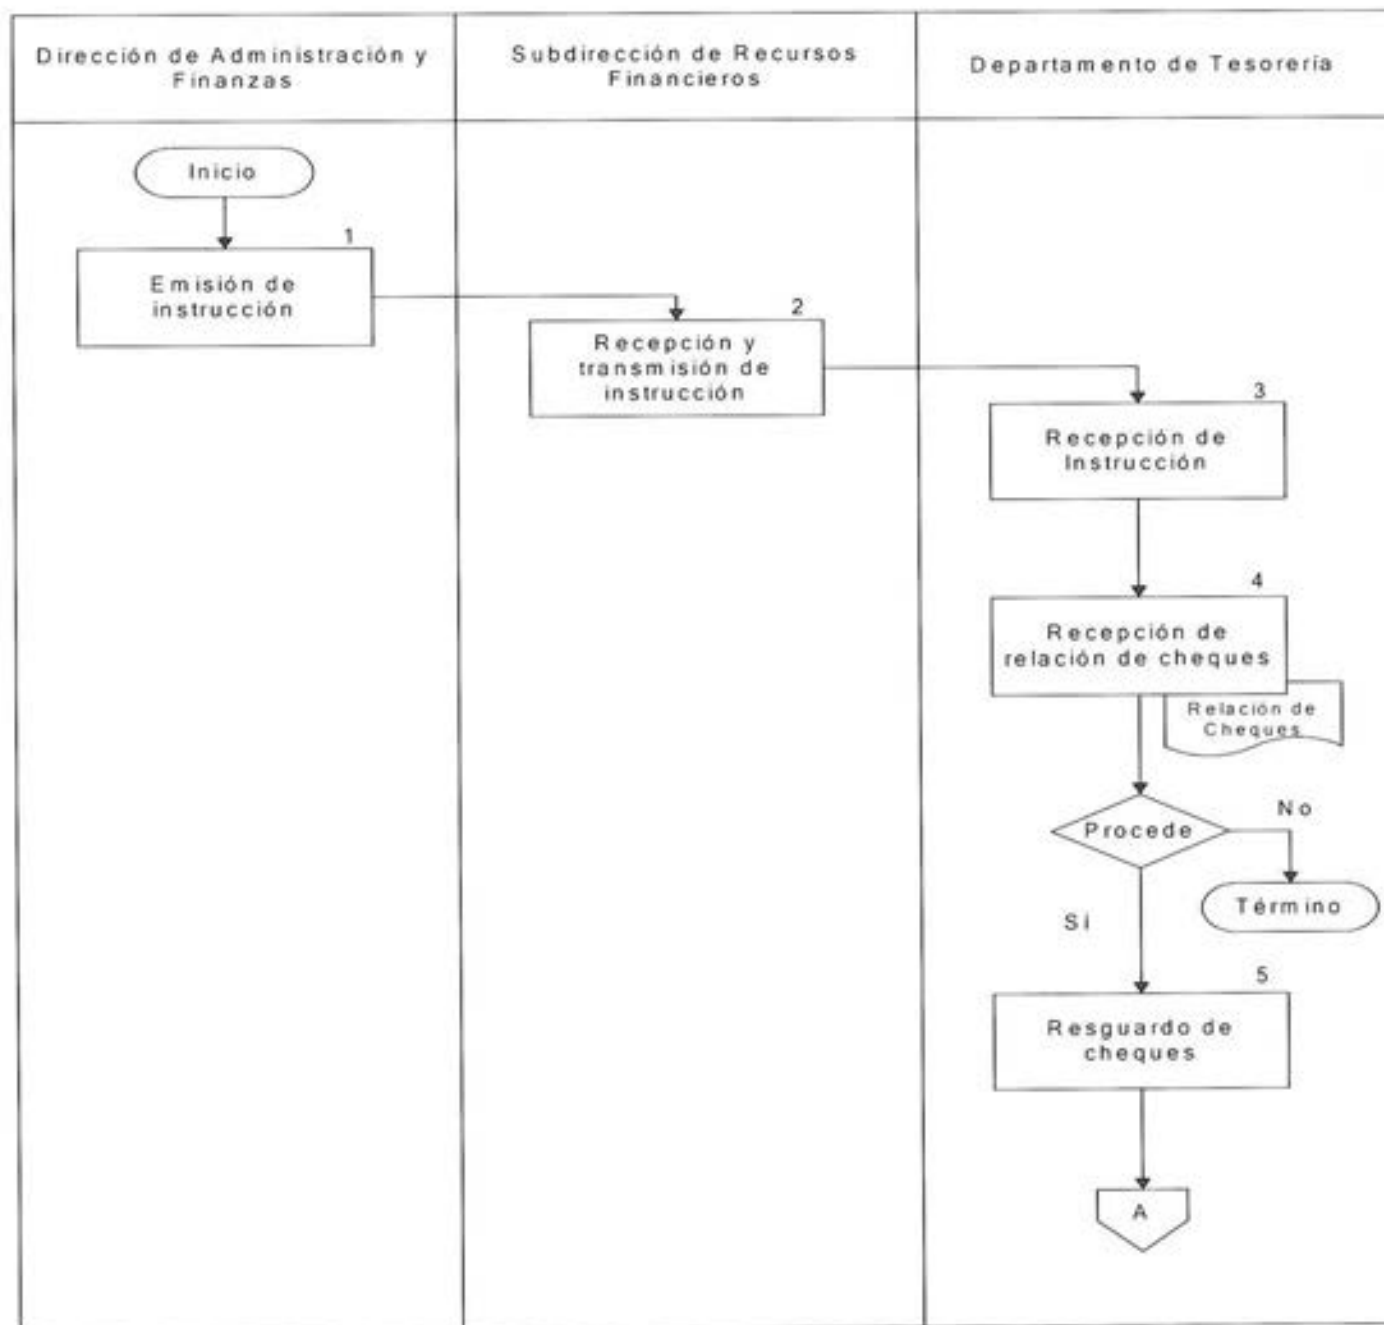 Dirección de Administración y
Finanzas
Subdirección de Recursos
Financieros
Departamento de Tesorería
Inicio
1
Emisión de
instrucción
2
Recepción y
transmisión de
instrucción
3
Recepción de
Instrucción
4
Recepción de
relación de cheques
Relación de
Cheques
Procede
No
Término
Sí
5
Resguardo de
cheques
A